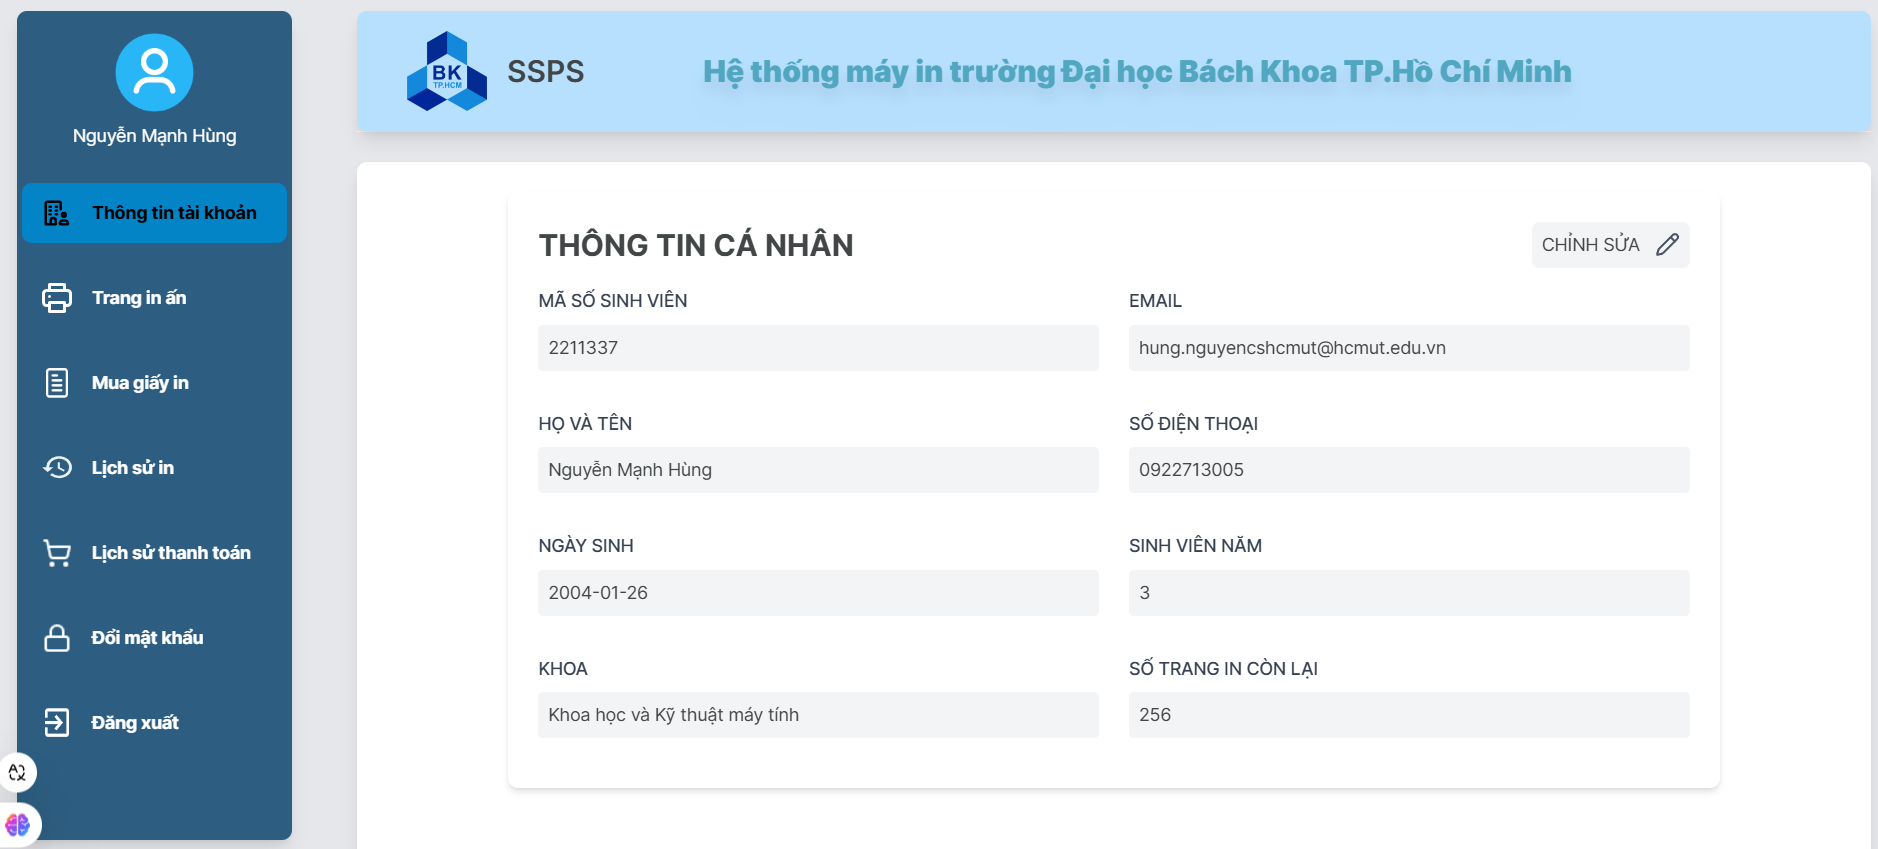 Nguyễn Mạnh Hùng
Thông tin tài khoản
Trang in ấn
Mua giấy in
Lịch sử in
Lịch sử thanh toán
Đổi mật khẩu
Đăng xuất
BK
TP.HCM
SSPS
Hệ thống máy in trường Đại học Bách Khoa TP.Hồ Chí Minh
THÔNG TIN CÁ NHÂN
CHỈNH SỬA
MÃ SỐ SINH VIÊN
2211337
EMAIL
hung.nguyencshcmut@hcmut.edu.vn
HỌ VÀ TÊN
Nguyễn Mạnh Hùng
SỐ ĐIỆN THOẠI
0922713005
NGÀY SINH
2004-01-26
SINH VIÊN NĂM
3
KHOA
Khoa học và Kỹ thuật máy tính
SỐ TRANG IN CÒN LẠI
256